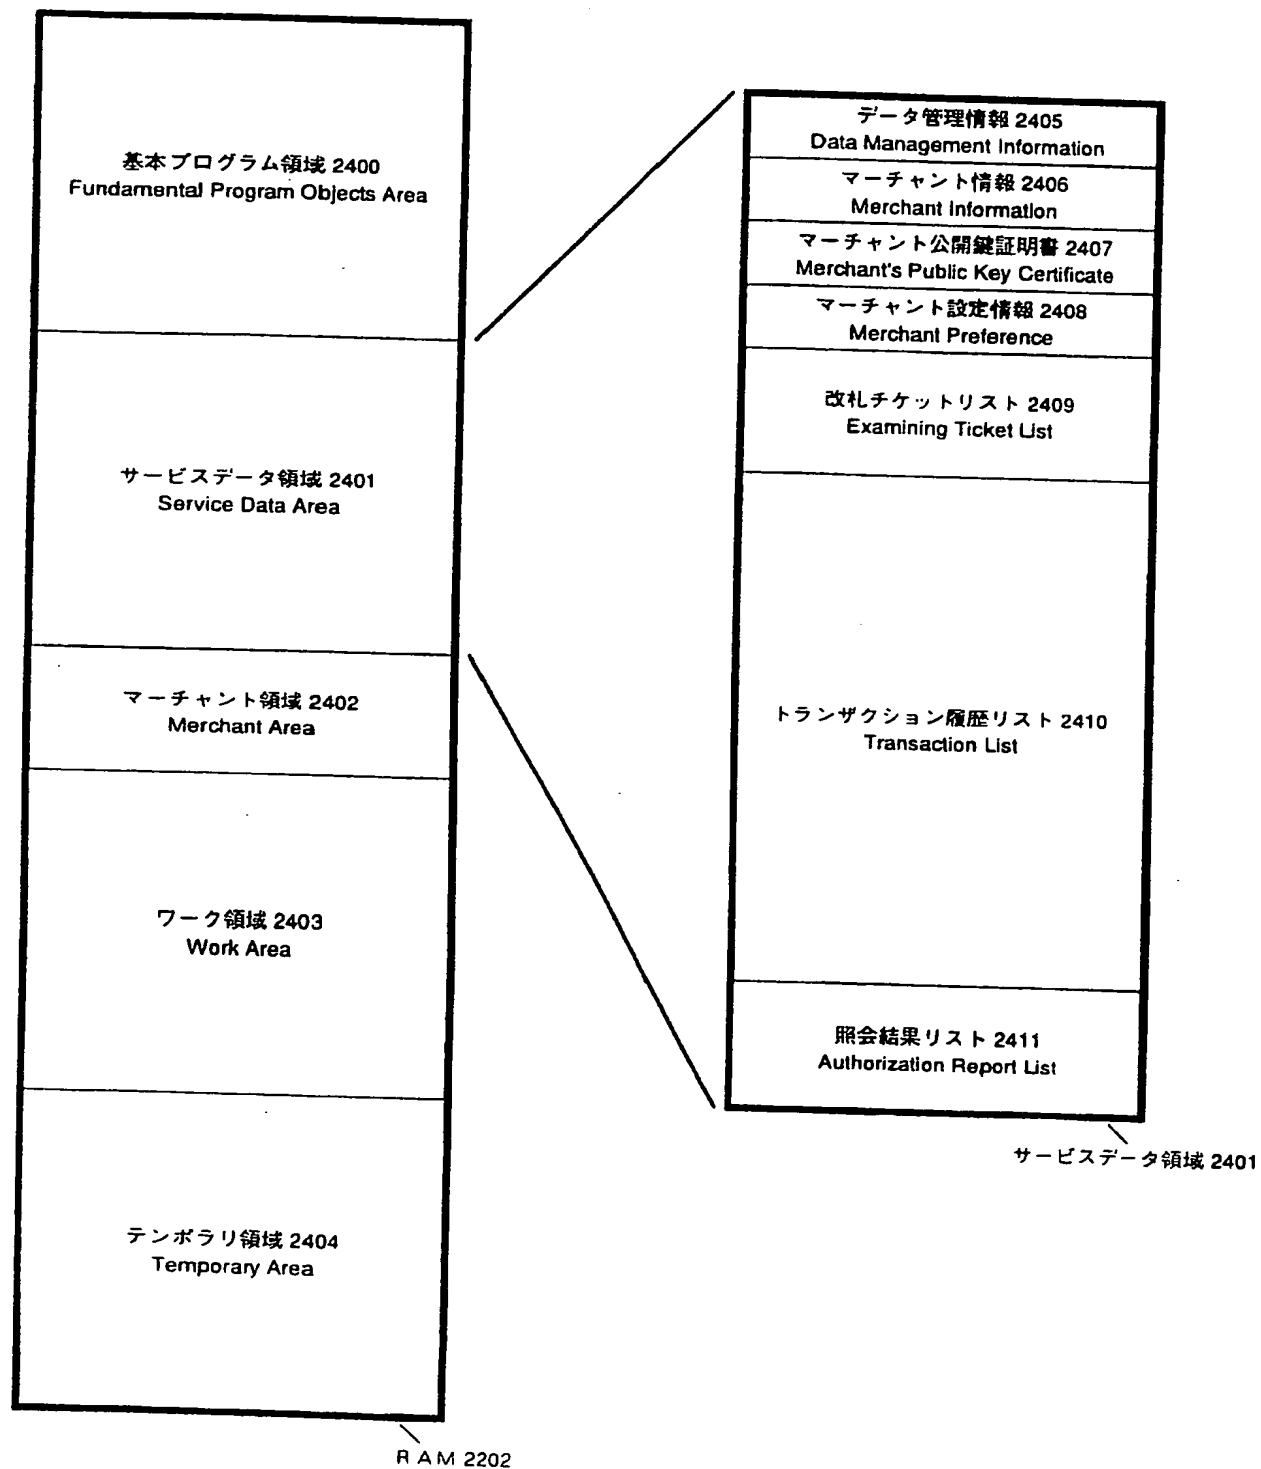 基本プログラム領域 2400
Fundamental Program Objects Area
サービスデータ領域 2401
Service Data Area
マーチャント領域 2402
Merchant Area
ワーク領域 2403
Work Area
テンポラリ領域 2404
Temporary Area
RAM 2202
データ管理情報 2405
Data Management Information
マーチャント情報 2406
Merchant Information
マーチャント公開鍵証明書 2407
Merchant's Public Key Certificate
マーチャント設定情報 2408
Merchant Preference
改札チケットリスト 2409
Examining Ticket List
トランザクション履歴リスト 2410
Transaction List
照会結果リスト 2411
Authorization Report List
サービスデータ領域 2401